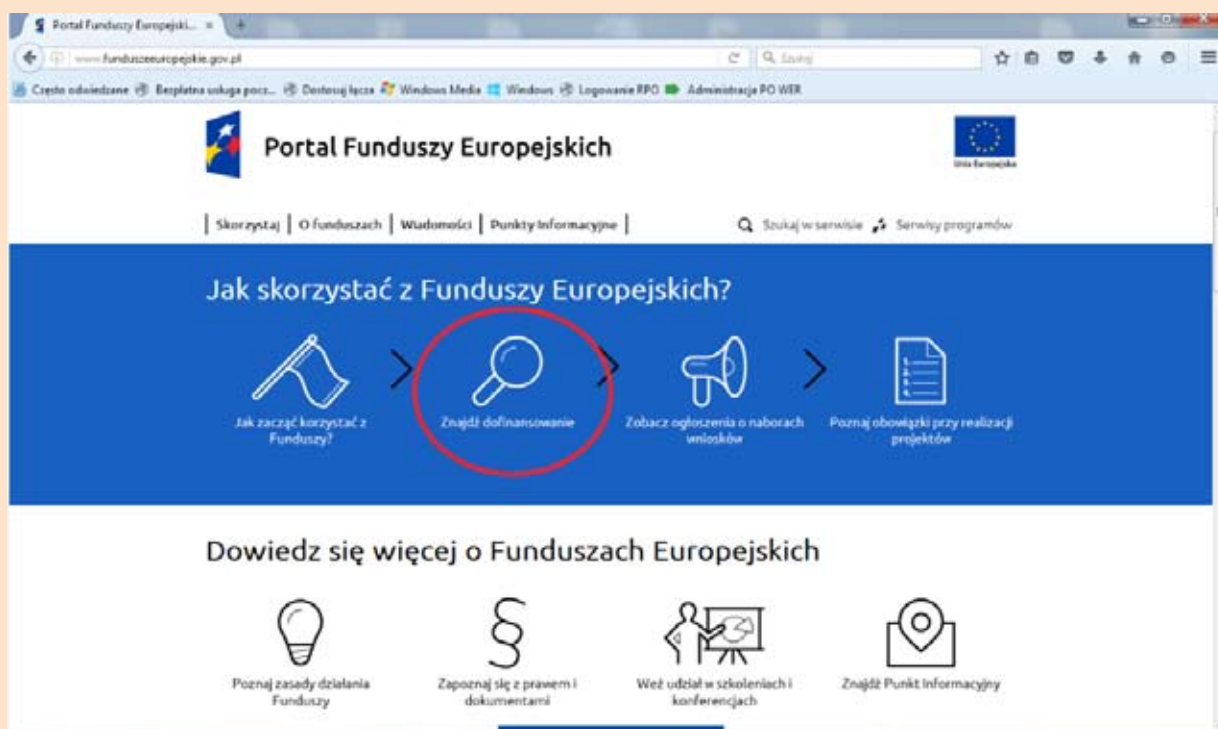 Portal Funduszy Europejski...
www.funduszeeuropejskie.gov.pl
Szukaj
Często odwiedzane Bezpłatna usługa pocz... Dostosuj łącza Windows Media Windows Logowanie RPO Administracja PO WER
Portal Funduszy Europejskich
Unia Europejska
Skorzystaj | O funduszach | Wiadomości | Punkty Informacyjne | Szukaj w serwisie Serwisy programów
Jak skorzystać z Funduszy Europejskich?
1.
2.
3.
4.
Jak zacząć korzystać z
Funduszy?
Znajdź dofinansowanie
Zobacz ogłoszenia o naborach
wniosków
Poznaj obowiązki przy realizacji
projektów
Dowiedz się więcej o Funduszach Europejskich
Poznaj zasady działania
Funduszy
Zapoznaj się z prawem i
dokumentami
Weź udział w szkoleniach i
konferencjach
Znajdź Punkt Informacyjny